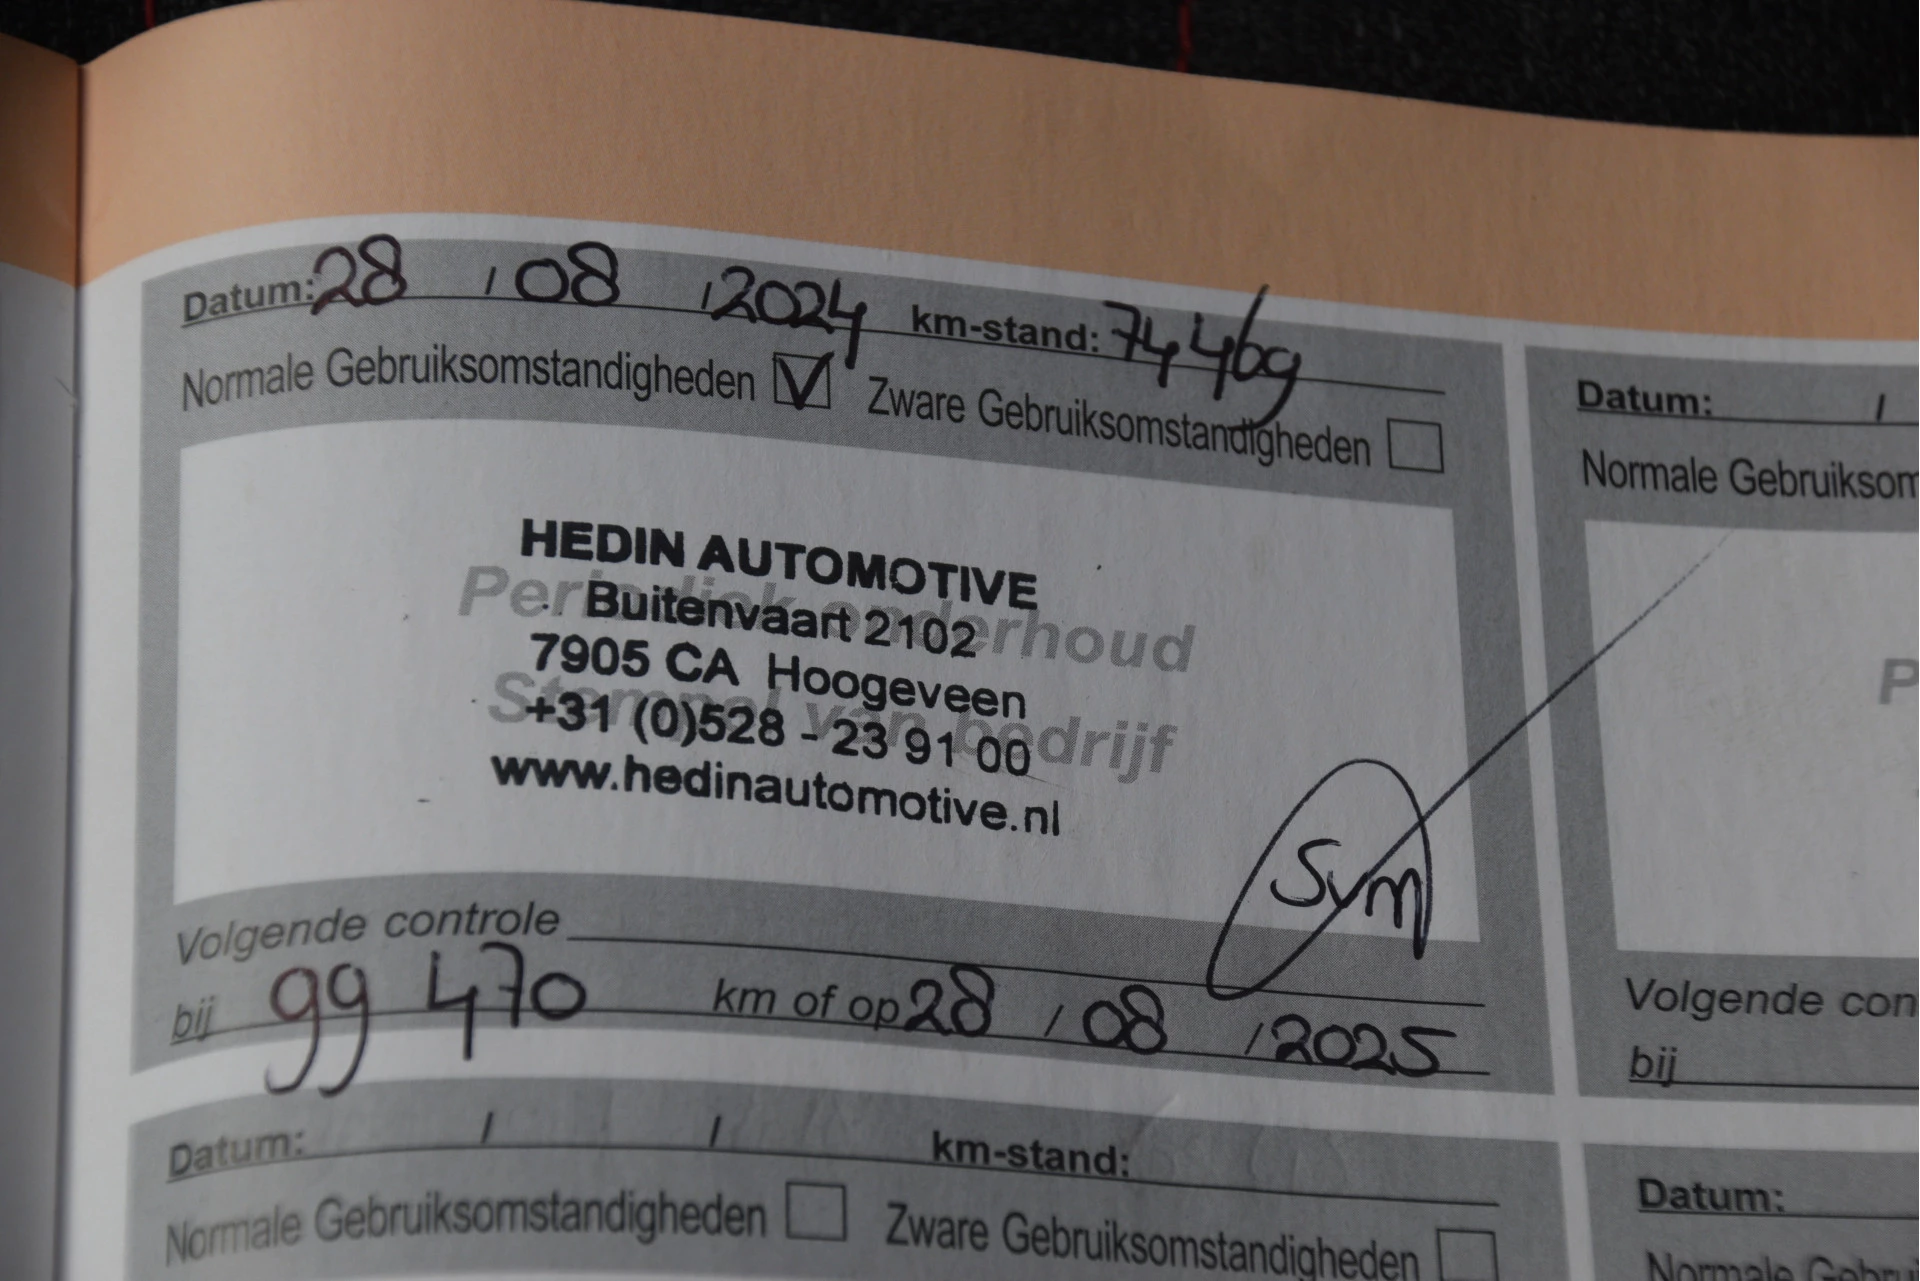 Datum: 28 / 08 / 2024 km-stand: 74469
Normale Gebruiksomstandigheden ☑ Zware Gebruiksomstandigheden ☐
HEDIN AUTOMOTIVE
Periodiek onderhoud
Buitenvaart 2102
7905 CA Hoogeveen
Stempel van bedrijf
+31 (0)528 - 23 91 00
www.hedinautomotive.nl
Svm
Volgende controle
bij 99 470 km of op 28 / 08 / 2025
Datum: / / km-stand:
Normale Gebruiksomstandigheden ☐ Zware Gebruiksomstandigheden ☐
Datum: /
Normale Gebruiksom
P
Volgende con
bij
Datum:
Normale Gebrui